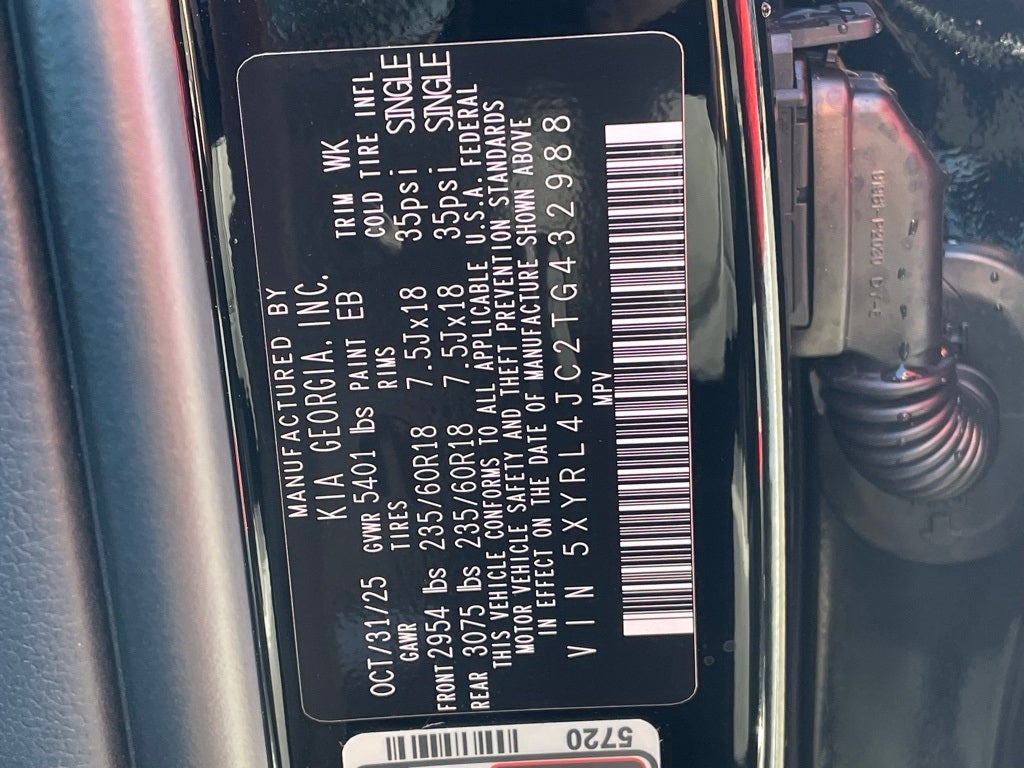 MANUFACTURED BY
KIA GEORGIA. INC.
OCT/31/25 GVWR 5401 lbs PAINT EB TRIM WK
GAWR TIRES RIMS COLD TIRE INFL
FRONT 2954 lbs 235/60R18 7.5Jx18 35psi SINGLE
REAR 3075 lbs 235/60R18 7.5Jx18 35psi SINGLE
THIS VEHICLE CONFORMS TO ALL APPLICABLE U.S.A. FEDERAL
MOTOR VEHICLE SAFETY AND THEFT PREVENTION STANDARDS
IN EFFECT ON THE DATE OF MANUFACTURE SHOWN ABOVE
VIN 5XYRL4JC2TG432988
MPV
5720